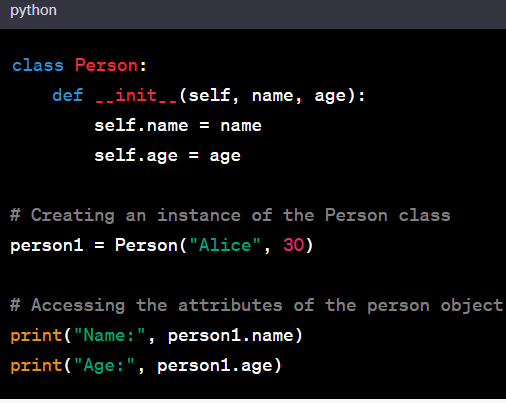 python
class Person:
    def __init__(self, name, age):
        self.name = name
        self.age = age
# Creating an instance of the Person class
person1 = Person("Alice", 30)
# Accessing the attributes of the person object
print("Name:", person1.name)
print("Age:", person1.age)